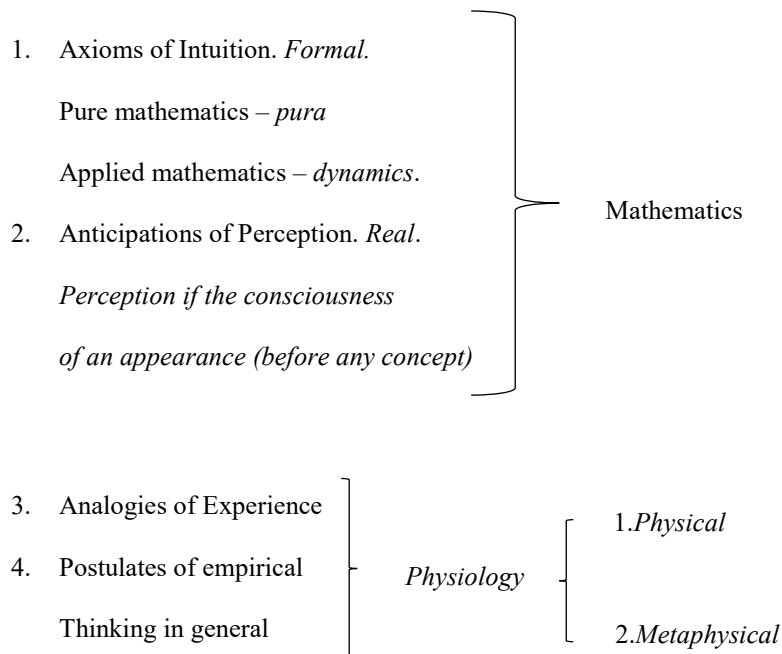 1. Axioms of Intuition. Formal.
Pure mathematics – pura
Applied mathematics – dynamics.
Mathematics
2. Anticipations of Perception. Real.
Perception if the consciousness
of an appearance (before any concept)
3. Analogies of Experience
4. Postulates of empirical
Thinking in general
Physiology
1.Physical
2.Metaphysical